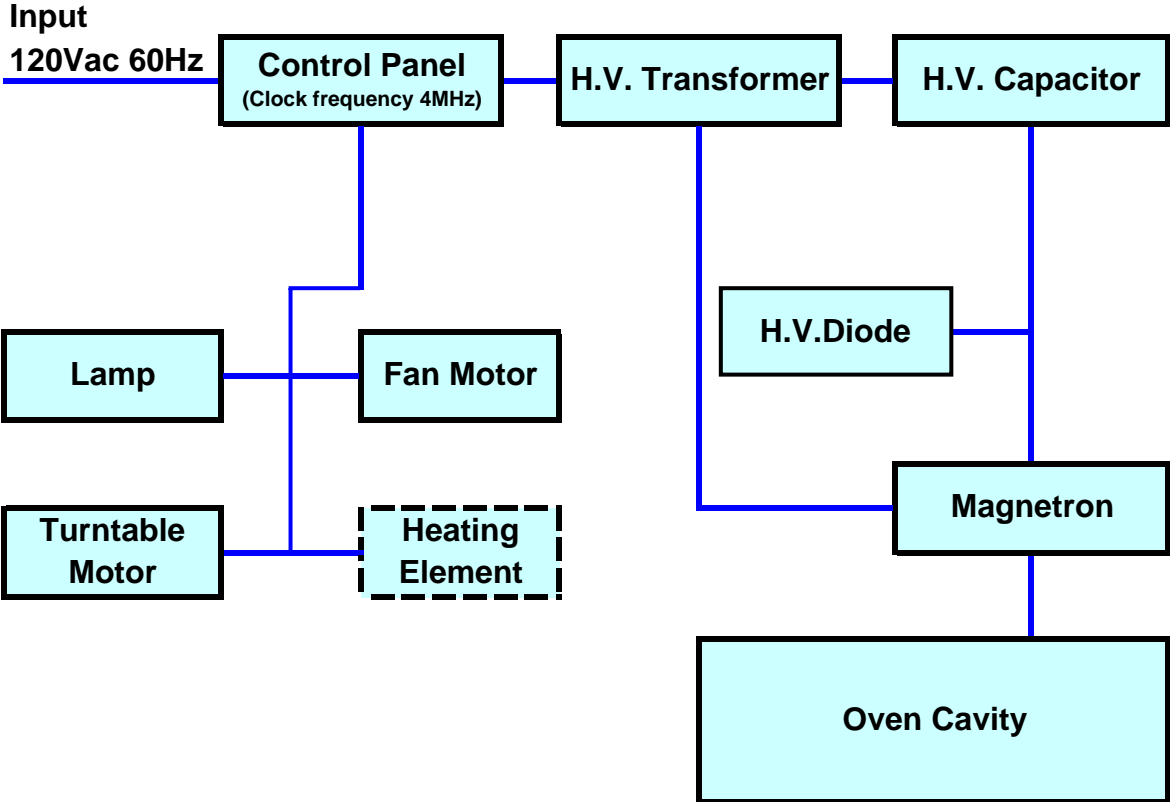 Input
120Vac 60Hz
Control Panel
(Clock frequency 4MHz)
H.V. Transformer
H.V. Capacitor
H.V.Diode
Lamp
Fan Motor
Magnetron
Turntable
Motor
Heating
Element
Oven Cavity